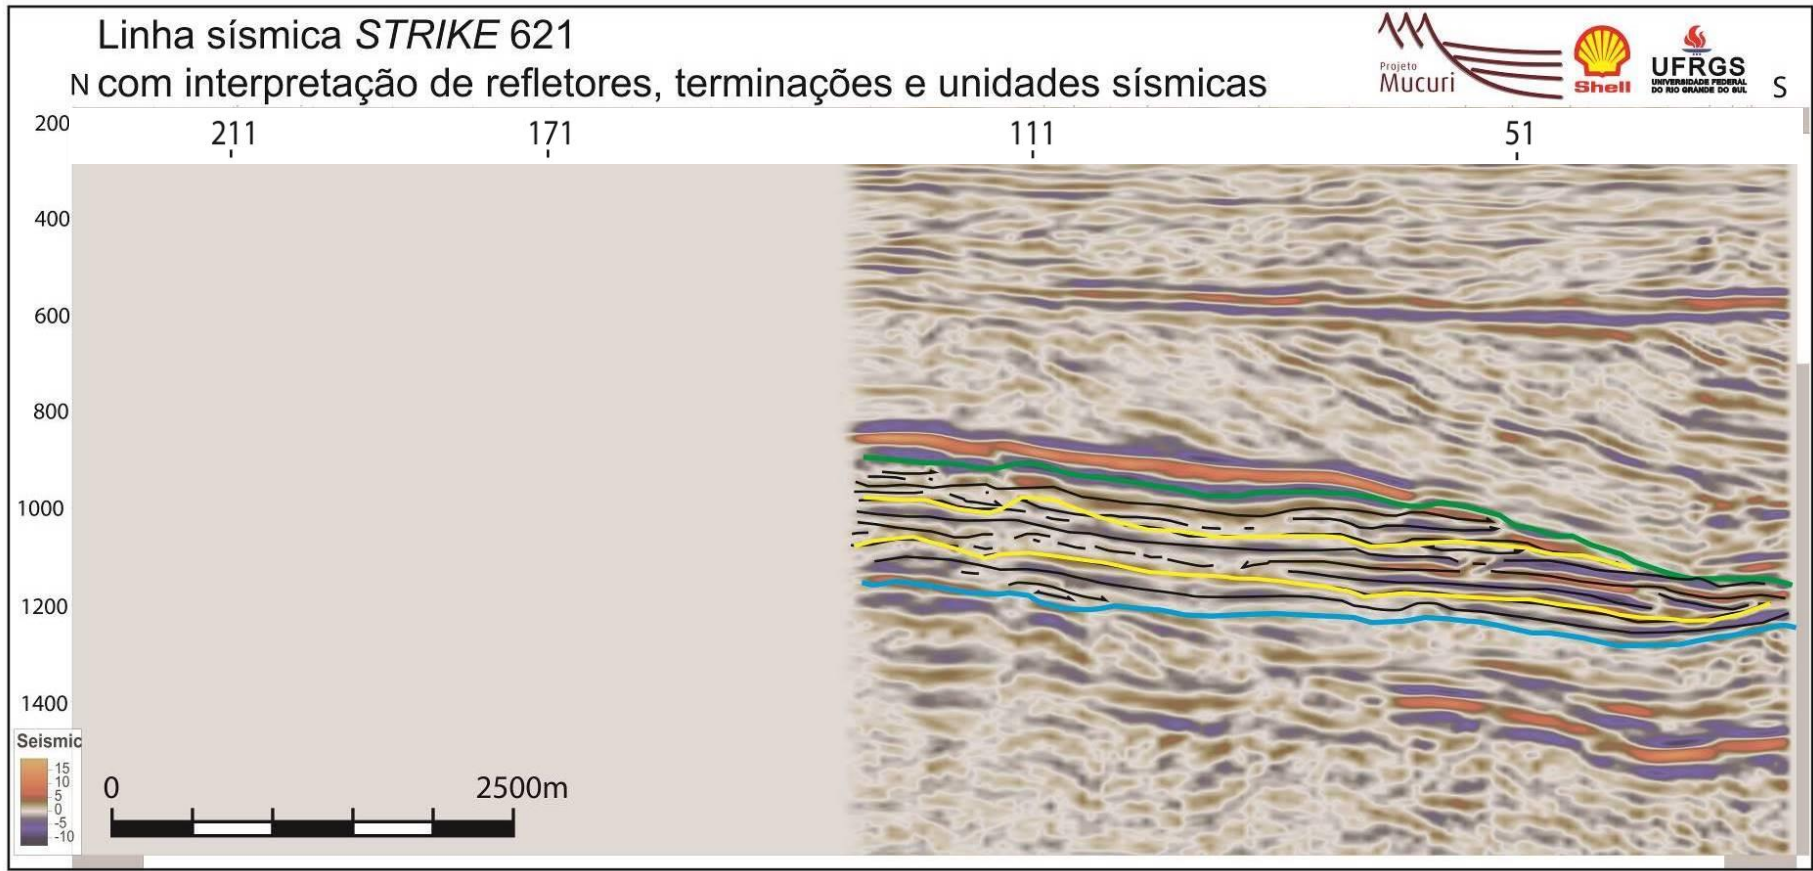 Linha sísmica STRIKE 621
N com interpretação de refletores, terminações e unidades sísmicas
Projeto
Mucuri
Shell
UFRGS
UNIVERSIDADE FEDERAL
DO RIO GRANDE DO SUL
S
211 171 111 51
200
400
600
800
1000
1200
1400
Seismic
15
10
5
0
-5
-10
0 2500m